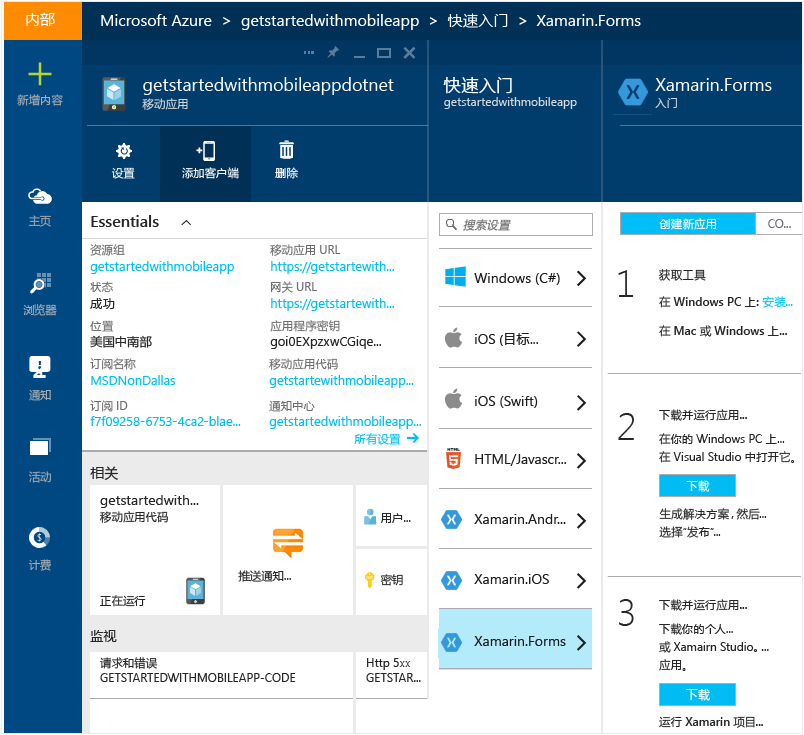 内部
Microsoft Azure > getstartedwithmobileapp > 快速入门 > Xamarin.Forms
新增内容
主页
浏览器
通知
活动
计费
getstartedwithmobileappdotnet
移动应用
设置
添加客户端
删除
Essentials
资源组
getstartedwithmobileapp
移动应用 URL
https://getstartewith...
状态
成功
网关 URL
https://getstartewith...
位置
美国中南部
应用程序密钥
goi0EXpzxwCGiqe...
订阅名称
MSDNonDallas
移动应用代码
getstartedwithmobileapp...
订阅 ID
f7f09258-6753-4ca2-blae...
通知中心
getstartedwithmobileapp...
所有设置
相关
getstartedwith...
移动应用代码
正在运行
推送通知...
用户...
密钥
监视
请求和错误
GETSTARTEDWITHMOBILEAPP-CODE
Http 5xx
GETSTAR...
快速入门
getstartedwithmobileapp
搜索设置
Windows (C#)
iOS (目标...
iOS (Swift)
HTML/Javascr...
Xamarin.Andr...
Xamarin.iOS
Xamarin.Forms
Xamarin.Forms
入门
创建新应用
CO...
1
获取工具
在 Windows PC 上: 安装...
在 Mac 或 Windows 上...
2
下载并运行应用...
在你的 Windows PC 上...
在 Visual Studio 中打开它。
下载
生成解决方案, 然后...
选择“发布”...
3
下载并运行应用...
下载你的个人...
或 Xamairn Studio。...
应用。
下载
运行 Xamarin 项目...